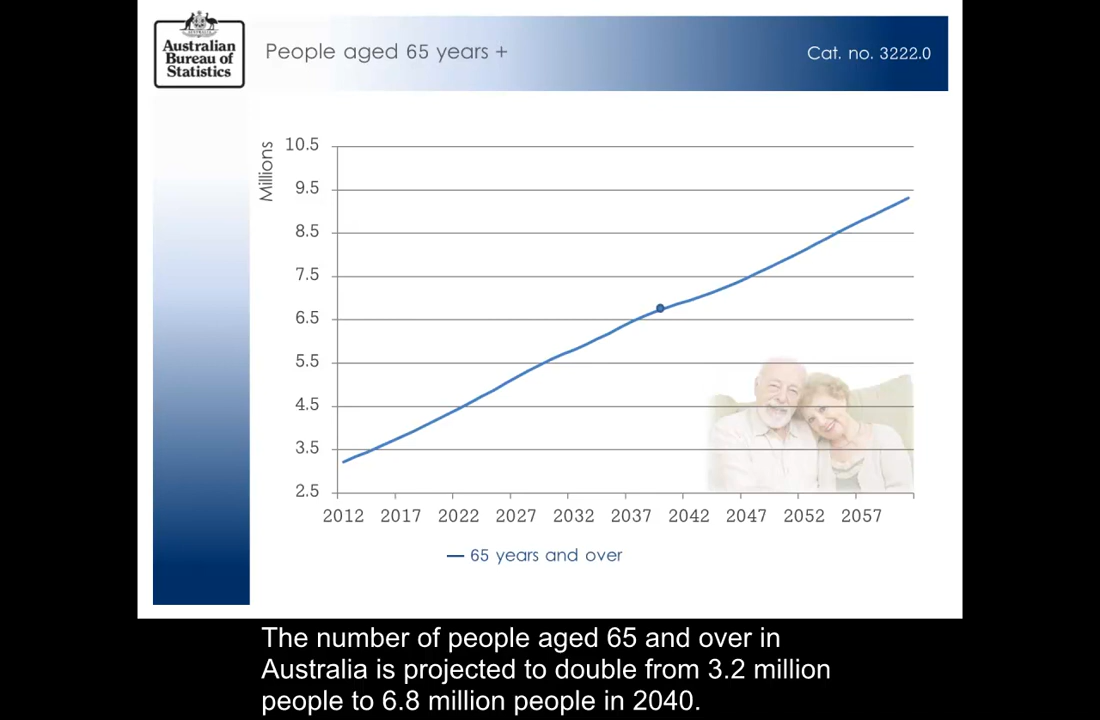 Australian
Bureau of
Statistics
People aged 65 years +
Cat. no. 3222.0
Millions
10.5
9.5
8.5
7.5
6.5
5.5
4.5
3.5
2.5
2012 2017 2022 2027 2032 2037 2042 2047 2052 2057
65 years and over
The number of people aged 65 and over in
Australia is projected to double from 3.2 million
people to 6.8 million people in 2040.